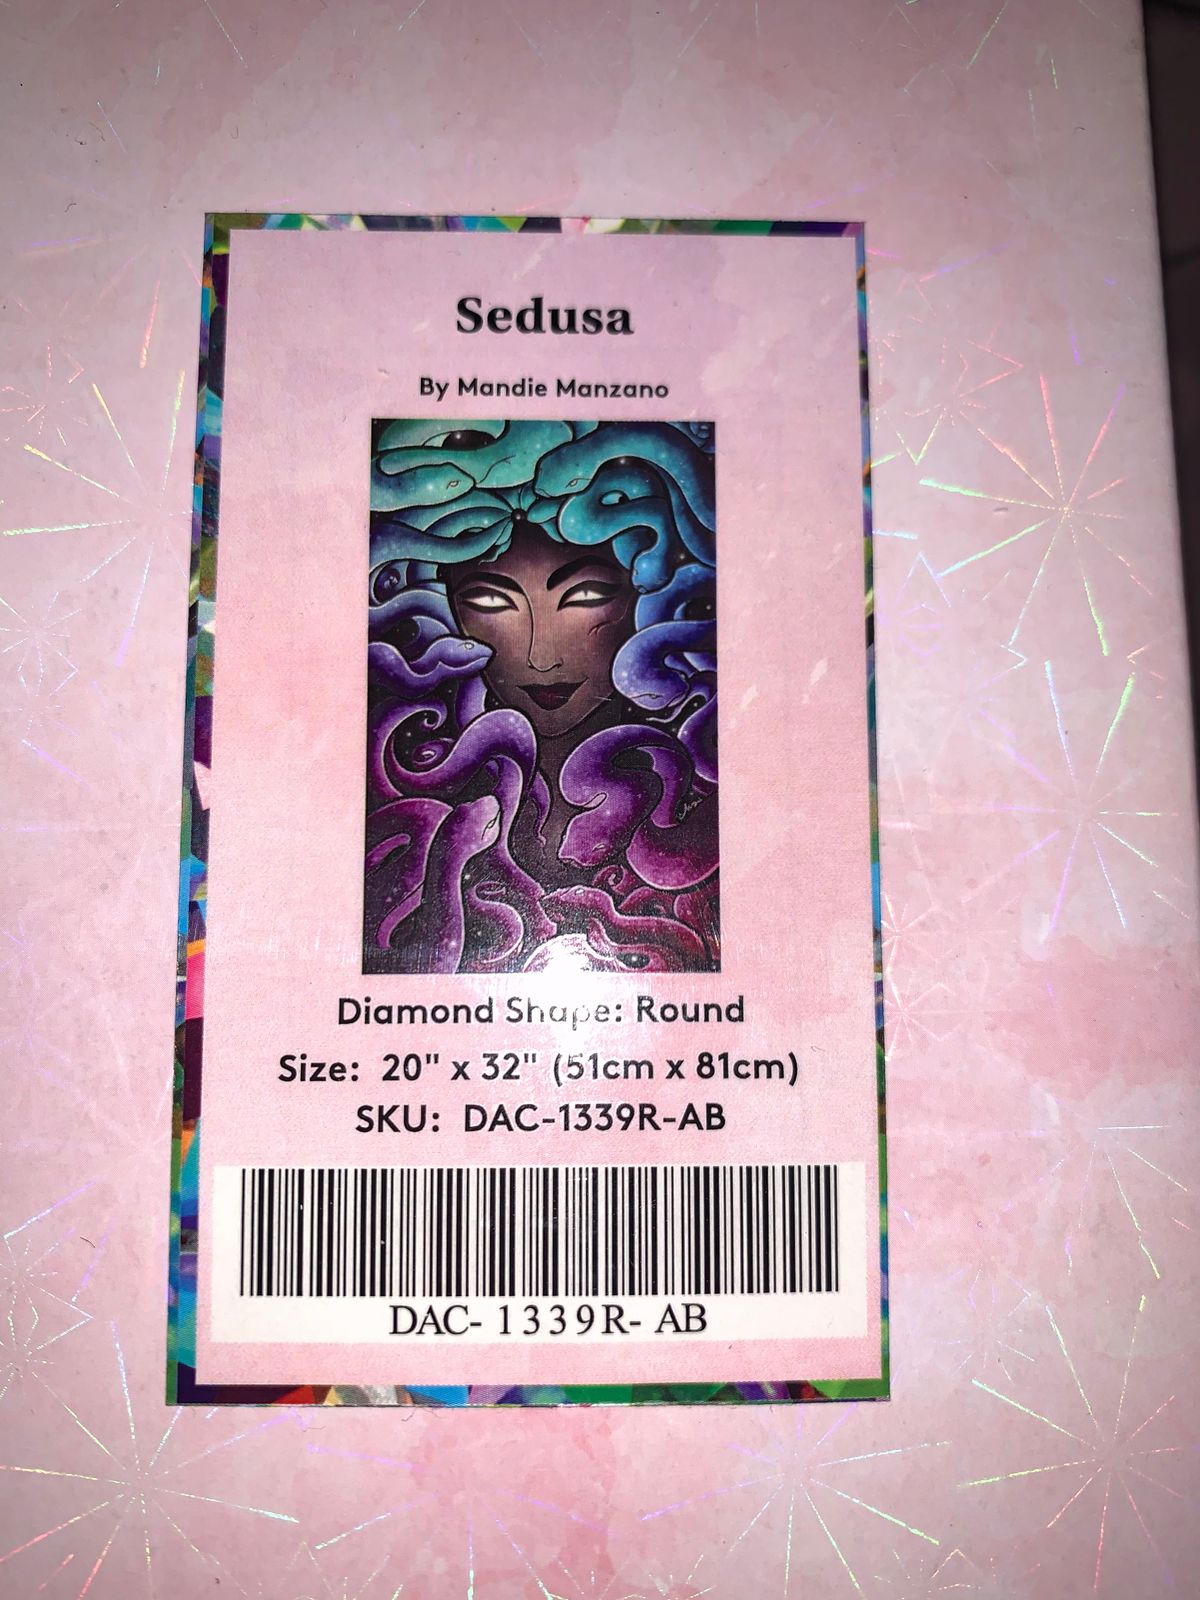 Sedusa
By Mandie Manzano
Diamond Shape: Round
Size: 20" x 32" (51cm x 81cm)
SKU: DAC-1339R-AB
DAC- 1339R- AB